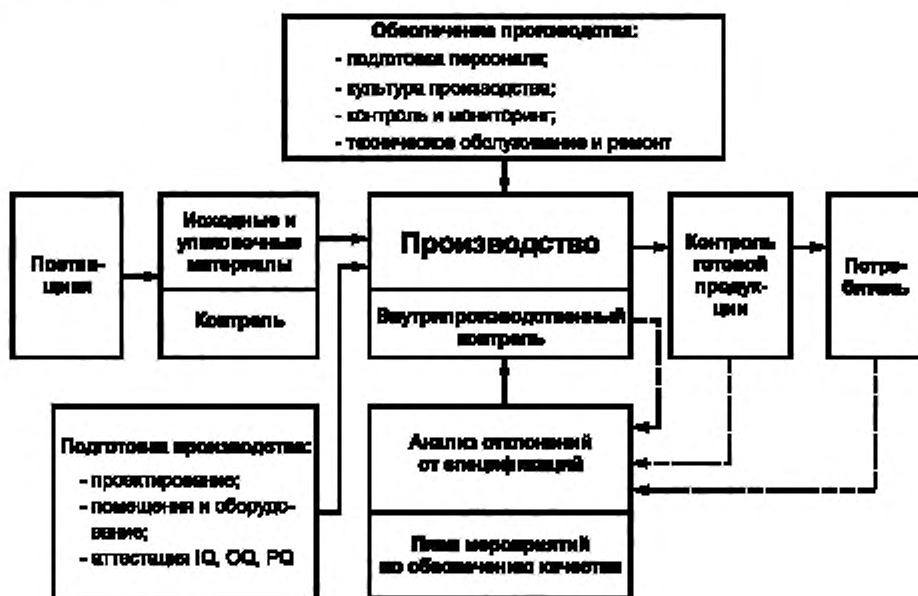 Обеспечение производства:
- подготовка персонала;
- культура производства;
- контроль и мониторинг;
- техническое обслуживание и ремонт
Постав-
щики
Исходные и
упаковочные
материалы
Контроль
Производство
Внутрипроизводственный
контроль
Контроль
готовой
продук-
ции
Потре-
битель
Подготовка производства:
- проектирование;
- помещения и оборудо-
вание;
- аттестация IQ, OQ, PQ
Анализ отклонений
от спецификаций
План мероприятий
по обеспечению качества